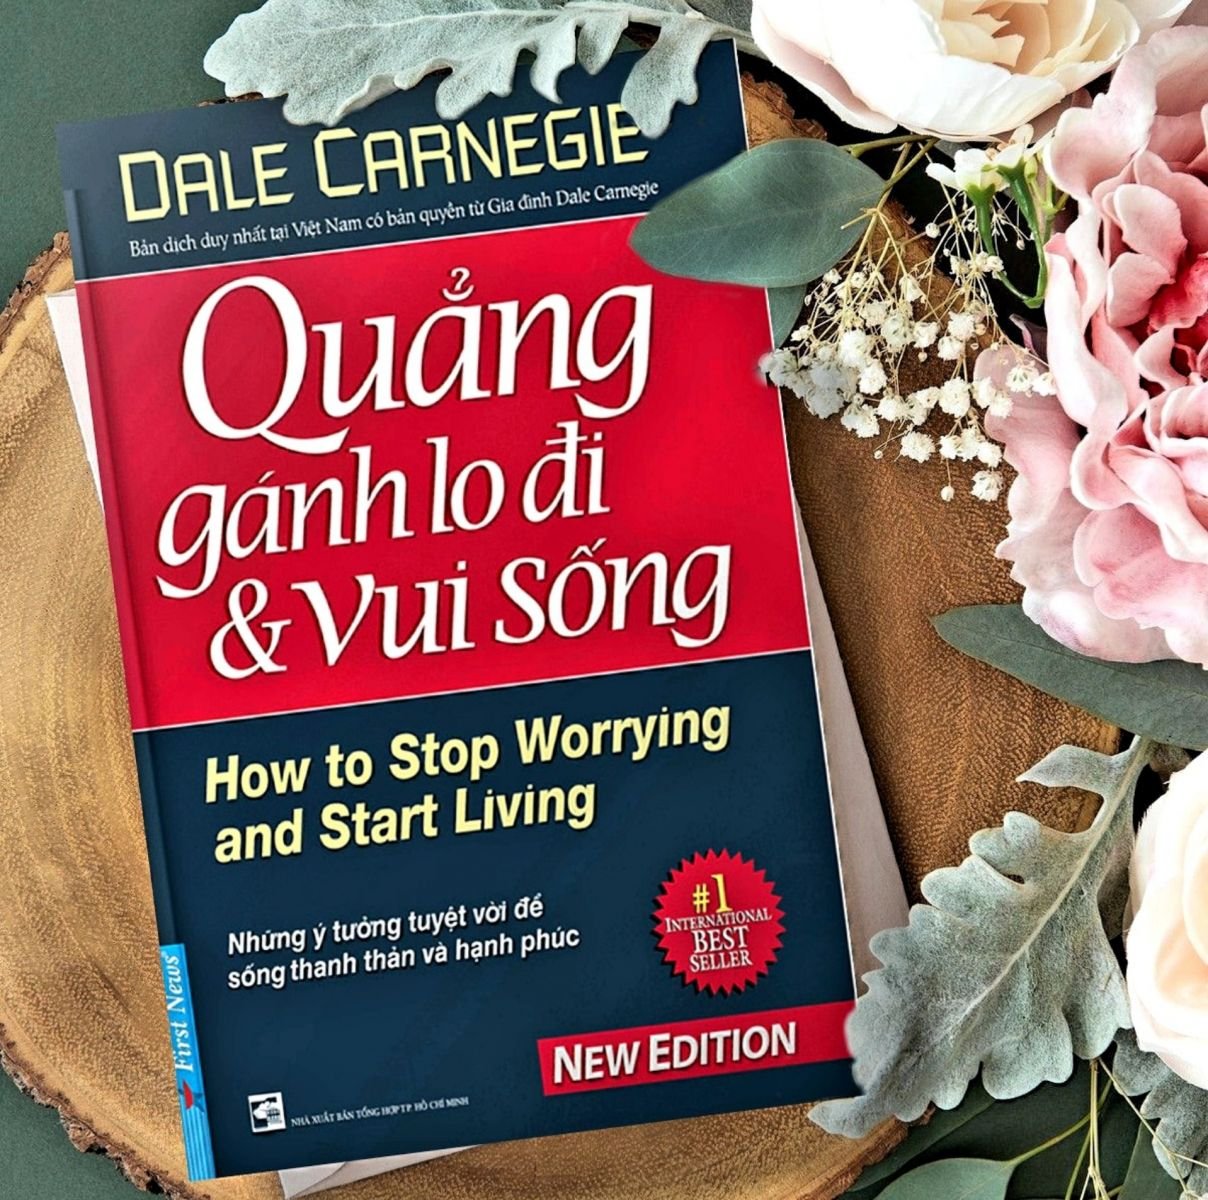 DALE CARNEGIE
Bản dịch duy nhất tại Việt Nam có bản quyền từ Gia đình Dale Carnegie
Quẳng
gánh lo đi
& vui sống
How to Stop Worrying
and Start Living
Những ý tưởng tuyệt vời để
sống thanh thản và hạnh phúc
#1
INTERNATIONAL
BEST
SELLER
NEW EDITION
First News
NHÀ XUẤT BẢN TỔNG HỢP TP. HỒ CHÍ MINH